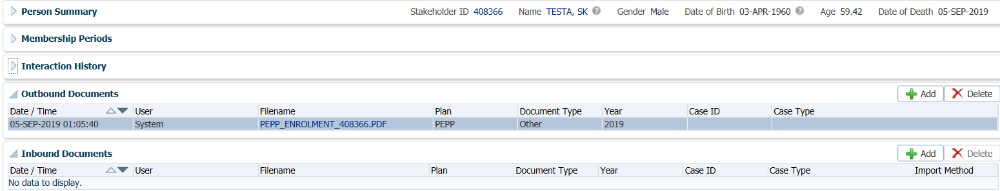 Person Summary Stakeholder ID 408366 Name TESTA, SK Gender Male Date of Birth 03-APR-1960 Age 59.42 Date of Death 05-SEP-2019
Membership Periods
Interaction History
Outbound Documents Add Delete
Date / Time User Filename Plan Document Type Year Case ID Case Type
05-SEP-2019 01:05:40 System PEPP_ENROLMENT_408366.PDF PEPP Other 2019
Inbound Documents Add Delete
Date / Time User Filename Plan Document Type Year Case ID Case Type Import Method
No data to display.